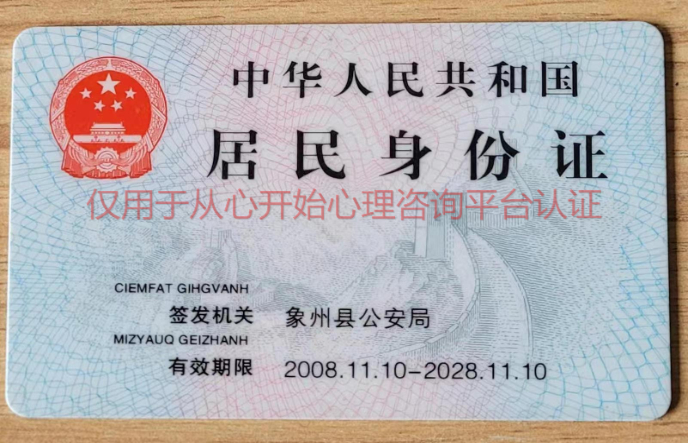 中华人民共和国
居民身份证
仅用于从心开始心理咨询平台认证
CIEMFAT GIHGVANH
签发机关 象州县公安局
MIZYAUQ GEIZHANH
有效期限 2008.11.10-2028.11.10